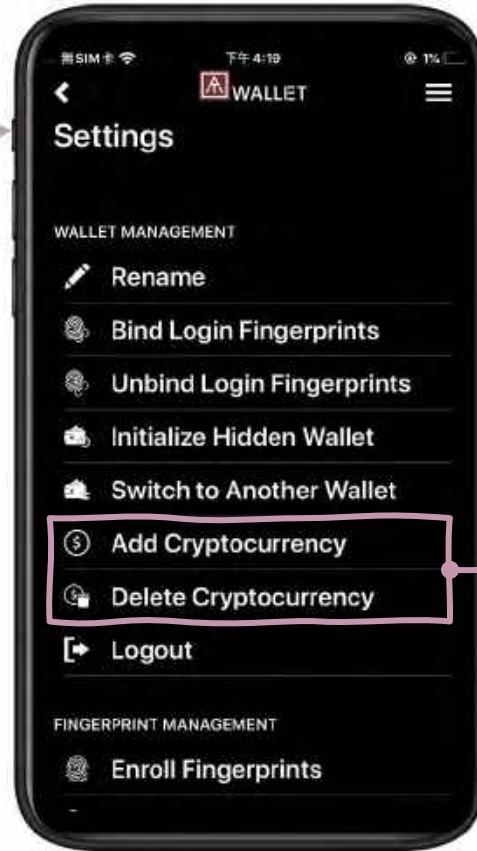 無SIM卡 下午4:19 @ 1%
WALLET
Settings
WALLET MANAGEMENT
Rename
Bind Login Fingerprints
Unbind Login Fingerprints
Initialize Hidden Wallet
Switch to Another Wallet
Add Cryptocurrency
Delete Cryptocurrency
Logout
FINGERPRINT MANAGEMENT
Enroll Fingerprints